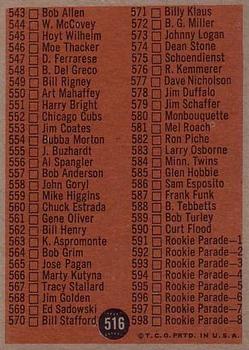 543 Bob Allen
544 W. McCovey
545 Hoyt Wilhelm
546 Moe Thacker
547 D. Ferrarese
548 B. Del Greco
549 Bill Rigney
550 Art Mahaffey
551 Harry Bright
552 Chicago Cubs
553 Jim Coates
554 Bubba Morton
555 J. Buzhardt
556 Al Spangler
557 Bob Anderson
558 John Goryl
559 Mike Higgins
560 Chuck Estrada
561 Gene Oliver
562 Bill Henry
563 K. Aspromonte
564 Bob Grim
565 Jose Pagan
566 Marty Kutyna
567 Tracy Stallard
568 Jim Golden
569 Ed Sadowski
570 Bill Stafford
516
571 Billy Klaus
572 B. G. Miller
573 Johnny Logan
574 Dean Stone
575 Schoendienst
576 R. Kemmerer
577 Dave Nicholson
578 Jim Duffalo
579 Jim Schaffer
580 Monbouquette
581 Mel Roach
582 Ron Piche
583 Larry Osborne
584 Minn. Twins
585 Glen Hobbie
586 Sam Esposito
587 Frank Funk
588 B. Tebbetts
589 Bob Turley
590 Curt Flood
591 Rookie Parade—1
592 Rookie Parade—2
593 Rookie Parade—3
594 Rookie Parade—4
595 Rookie Parade—5
596 Rookie Parade—6
597 Rookie Parade—7
598 Rookie Parade—8
© T. C. G. PRTD. IN U. S. A.